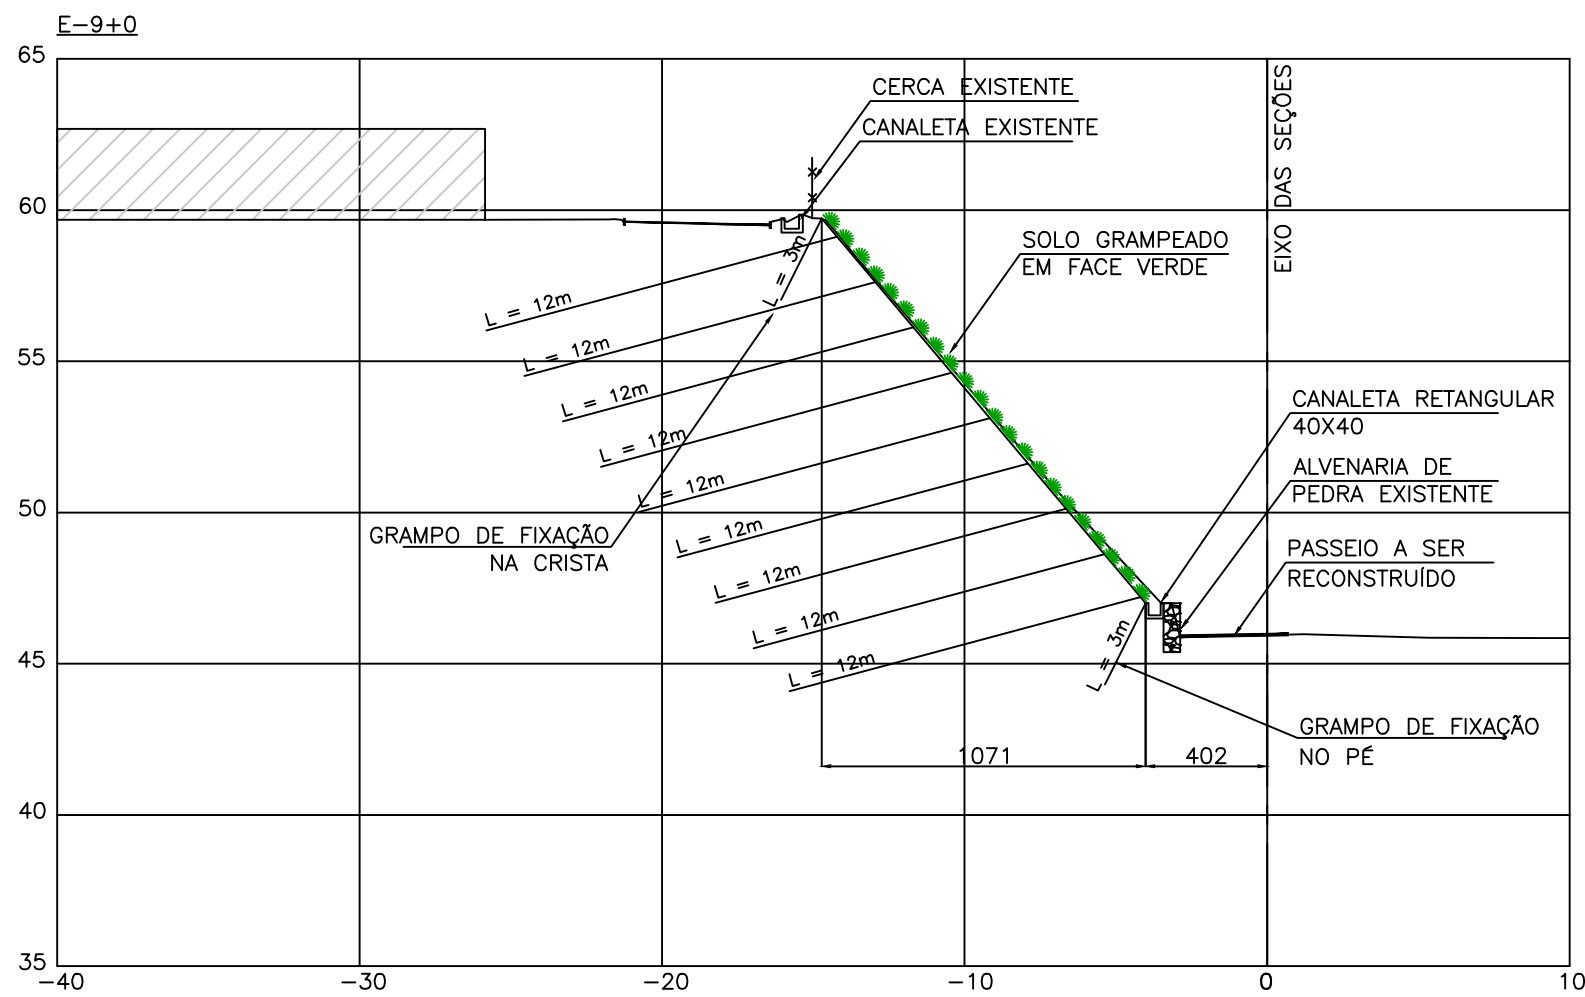 E-9+0
65
CERCA EXISTENTE
CANALETA EXISTENTE
EIXO DAS SEÇÕES
60
SOLO GRAMPEADO
EM FACE VERDE
L = 3m
L = 12m
L = 12m
55
L = 12m
CANALETA RETANGULAR
40X40
L = 12m
ALVENARIA DE
PEDRA EXISTENTE
L = 12m
50
GRAMPO DE FIXAÇÃO
NA CRISTA
L = 12m
PASSEIO A SER
RECONSTRUÍDO
L = 12m
L = 12m
L = 3m
45
L = 12m
GRAMPO DE FIXAÇÃO
NO PÉ
1071
402
40
35
-40
-30
-20
-10
0
10